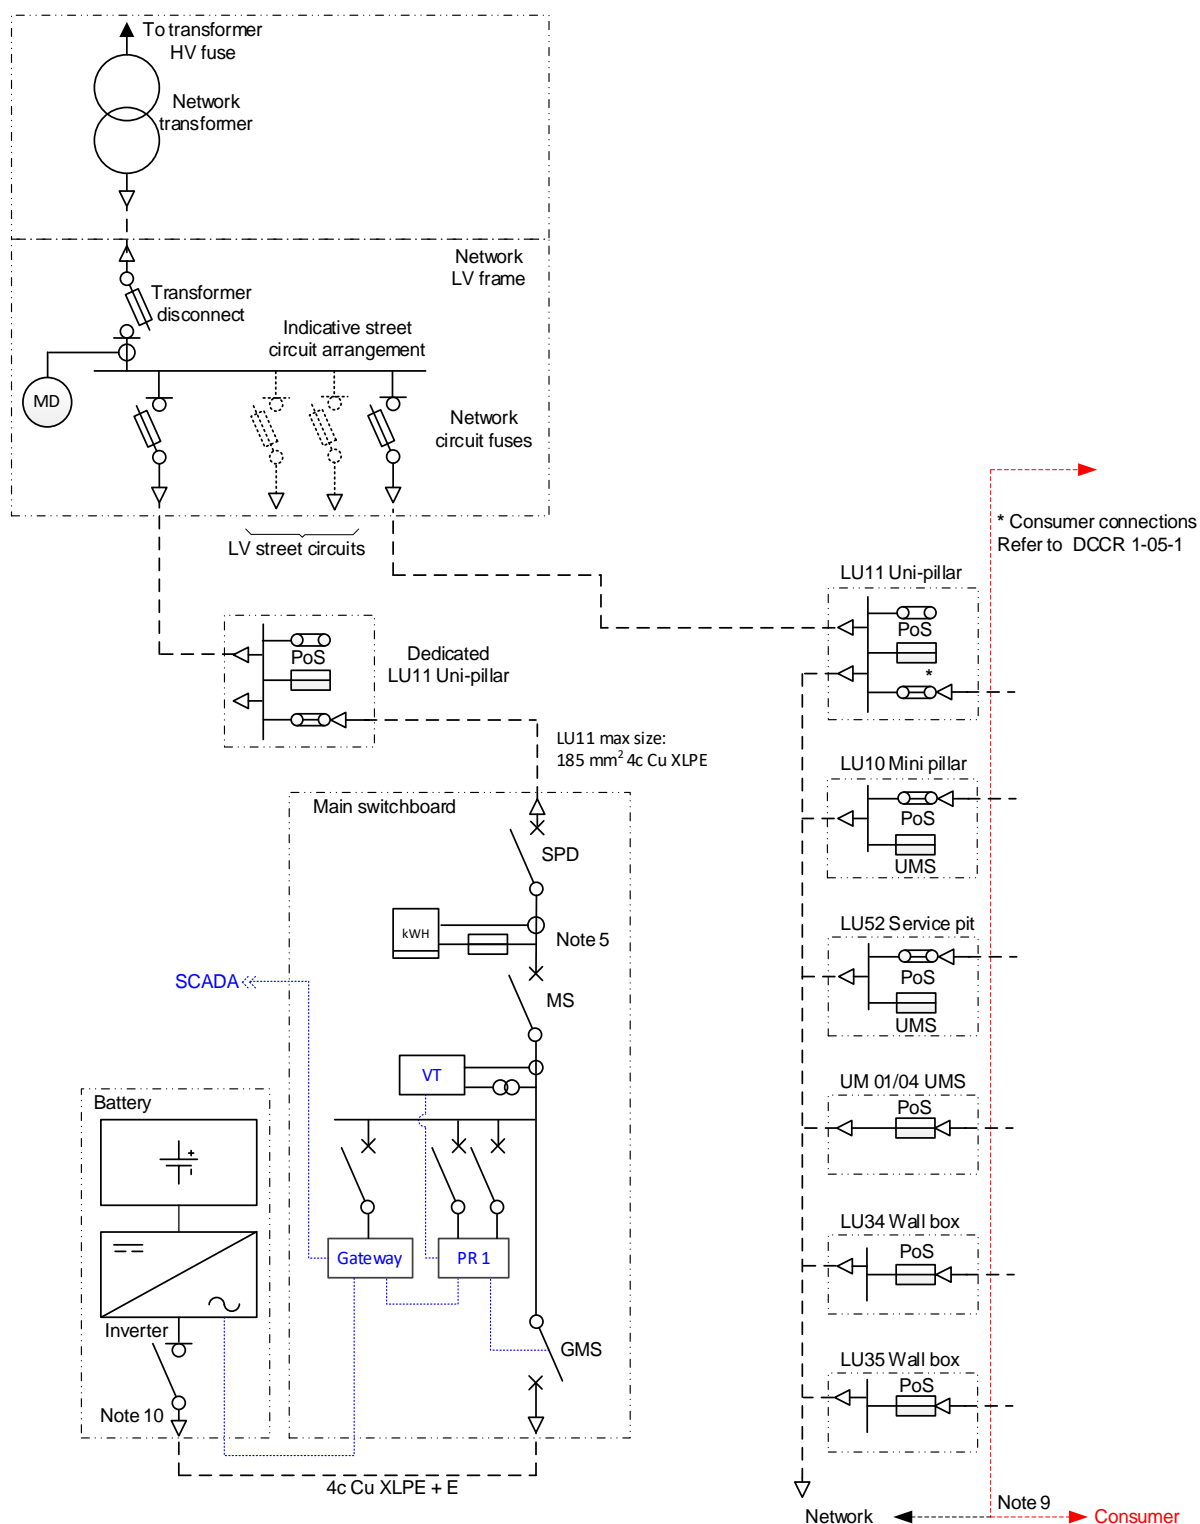 To transformer
HV fuse
Network
transformer
Network
LV frame
Transformer
disconnect
Indicative street
circuit arrangement
MD
Network
circuit fuses
LV street circuits
* Consumer connections
Refer to DCCR 1-05-1
LU11 Uni-pillar
PoS
*
PoS
Dedicated
LU11 Uni-pillar
LU11 max size:
185 mm² 4c Cu XLPE
LU10 Mini pillar
PoS
UMS
Main switchboard
SPD
kWH
Note 5
LU52 Service pit
PoS
UMS
SCADA
MS
VT
UM 01/04 UMS
PoS
Battery
+
-
Gateway
PR 1
LU34 Wall box
PoS
Inverter
GMS
LU35 Wall box
PoS
Note 10
4c Cu XLPE + E
Note 9
Network
Consumer